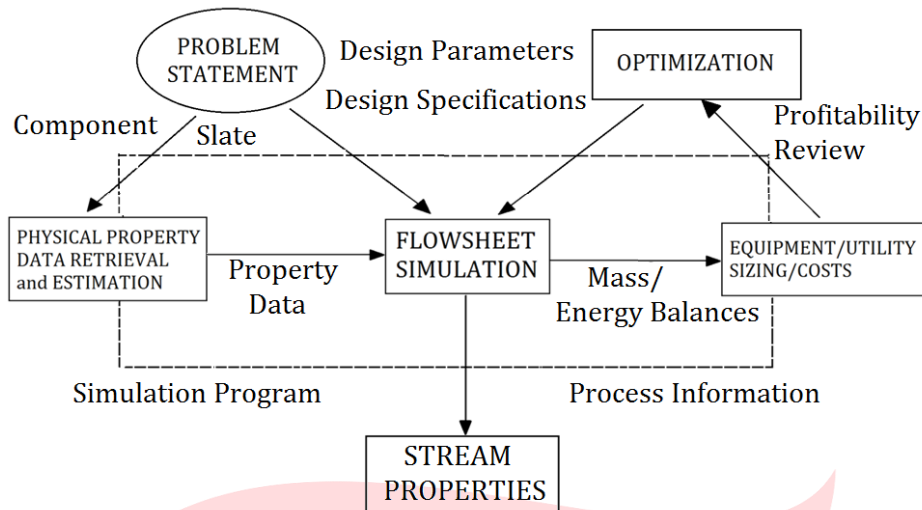 PROBLEM
STATEMENT
Design Parameters
Design Specifications
OPTIMIZATION
Component
Slate
Profitability
Review
PHYSICAL PROPERTY
DATA RETRIEVAL
and ESTIMATION
Property
Data
FLOWSHEET
SIMULATION
Mass/
Energy Balances
EQUIPMENT/UTILITY
SIZING/COSTS
Simulation Program
Process Information
STREAM
PROPERTIES